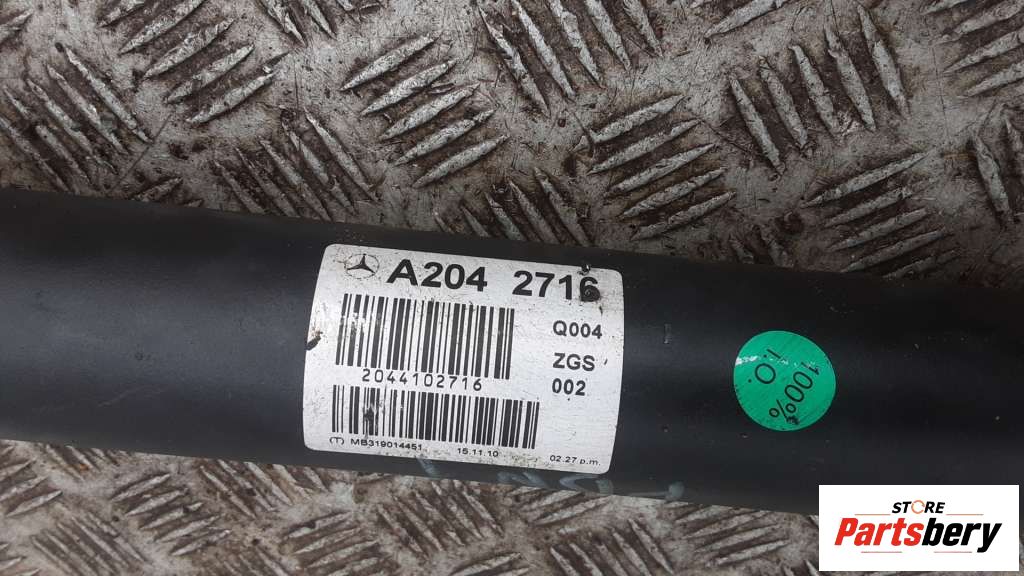 A204 2716
Q004
ZGS
002
2044102716
(T) MB319014451 15.11.10 02.27 p.m.
i.O.
100%
STORE
Partsbery